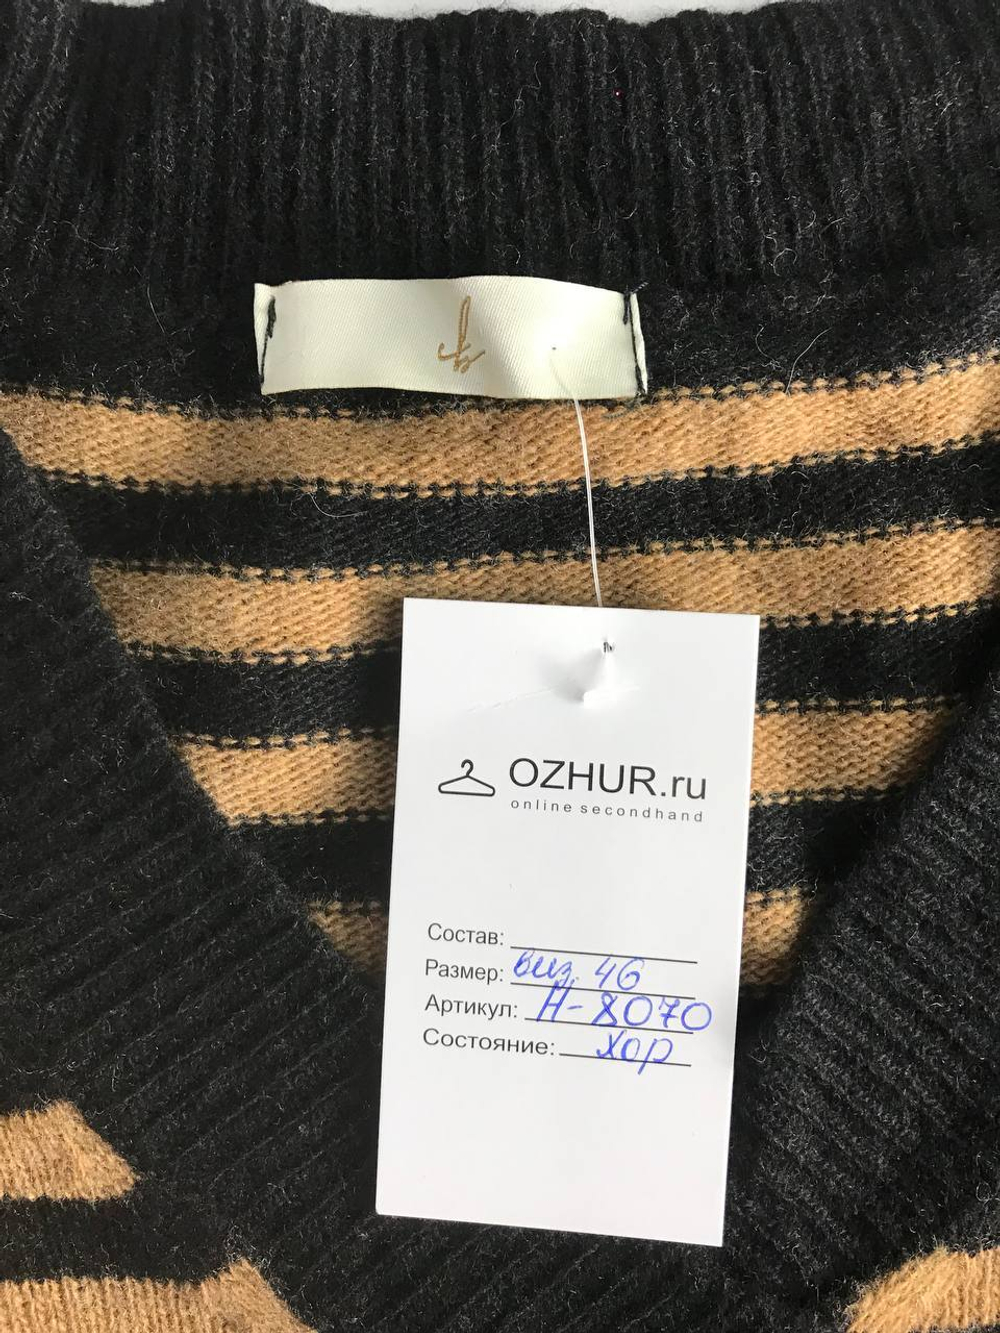 OZHUR.ru
online secondhand
Состав:
Размер: виз. 46
Артикул: Н-8070
Состояние: хор